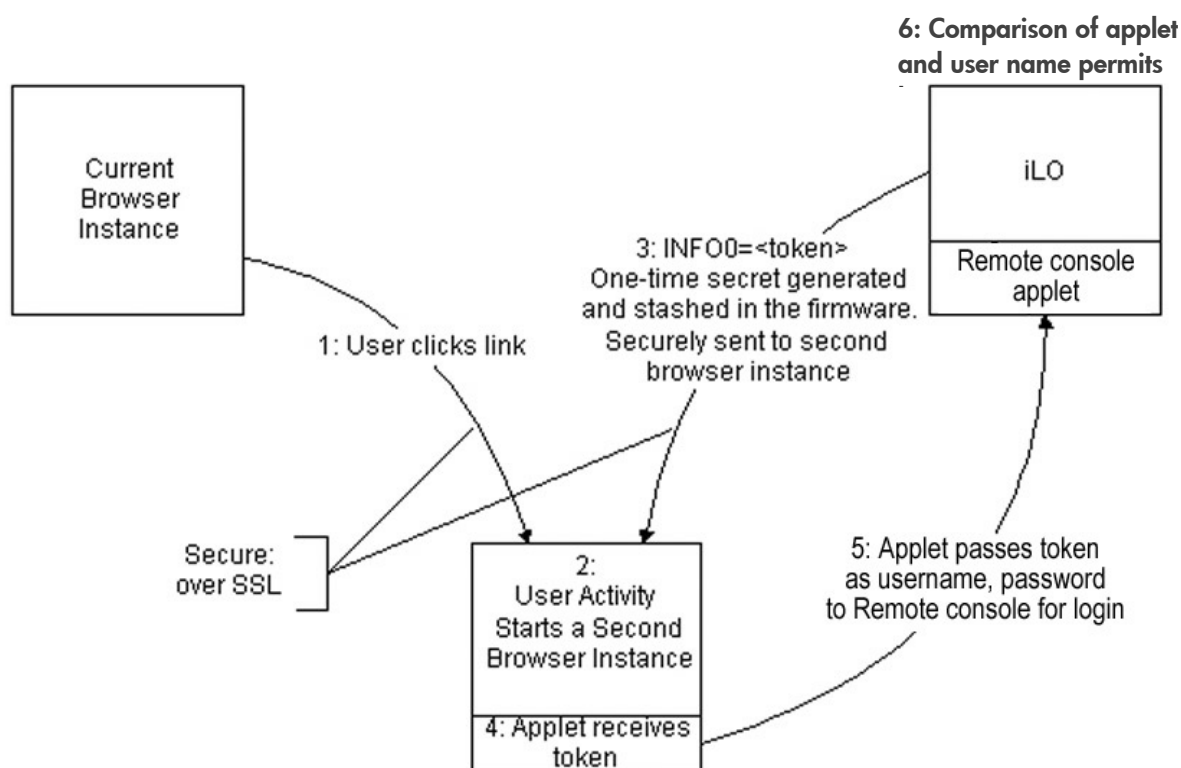 6: Comparison of applet
and user name permits
Current
Browser
Instance
iLO
Remote console
applet
3: INFO0=<token>
One-time secret generated
and stashed in the firmware.
Securely sent to second
browser instance
1: User clicks link
Secure:
over SSL
2:
User Activity
Starts a Second
Browser Instance
4: Applet receives
token
5: Applet passes token
as username, password
to Remote console for login